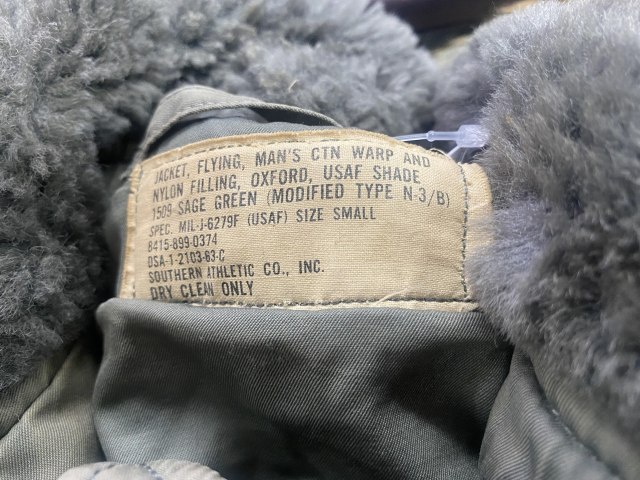 JACKET, FLYING, MAN'S CTN WARP AND
NYLON FILLING, OXFORD, USAF SHADE
1509 SAGE GREEN (MODIFIED TYPE N-3/B)
SPEC. MIL-J-6279F (USAF) SIZE SMALL
8415-899-0374
DSA-1-2103-63-C
SOUTHERN ATHLETIC CO., INC.
DRY CLEAN ONLY